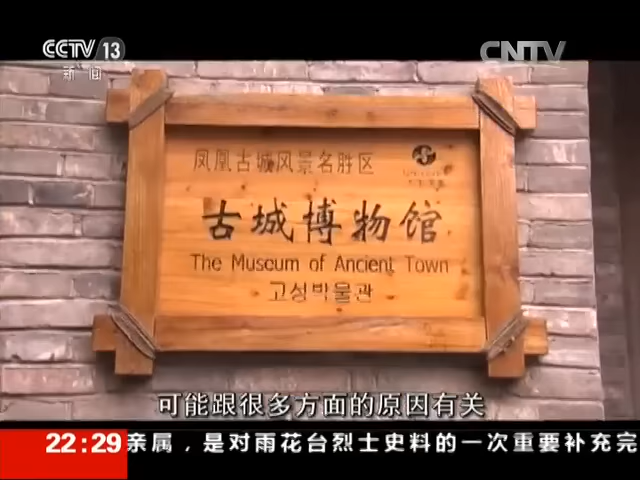 CCTV 13
新闻
CNTV
凤凰古城风景名胜区
古城博物馆
The Museum of Ancient Town
고성박물관
可能跟很多方面的原因有关
22:29
亲属，是对雨花台烈士史料的一次重要补充完